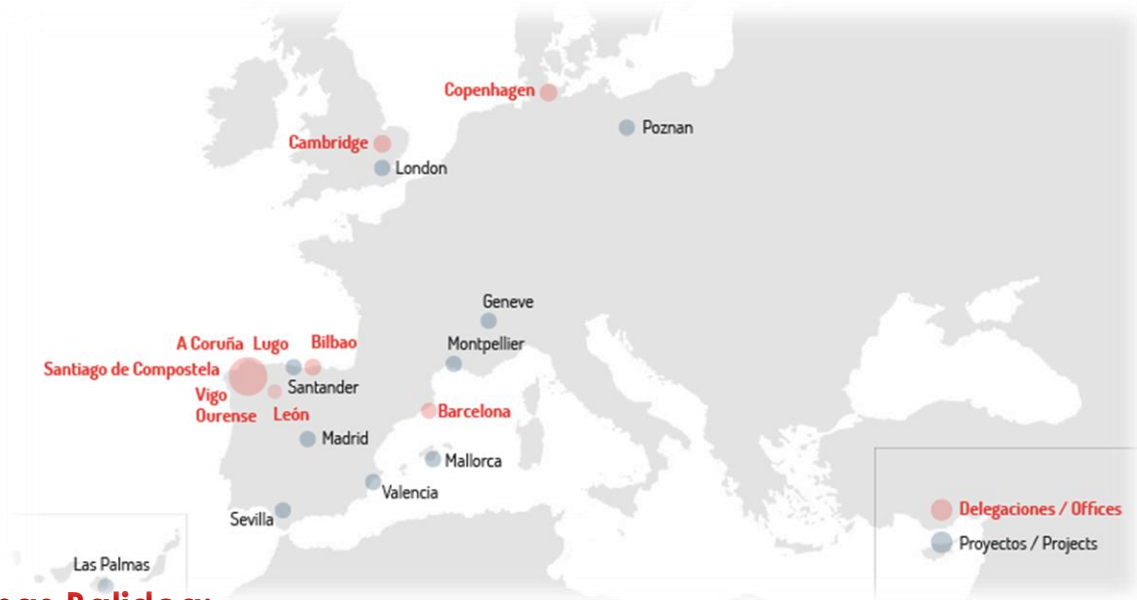 Copenhagen
Poznan
Cambridge
London
Geneve
A Coruña Lugo Bilbao
Montpellier
Santiago de Compostela
Santander
Vigo
Ourense León
Barcelona
Madrid
Mallorca
Valencia
Sevilla
Delegaciones / Offices
Proyectos / Projects
Las Palmas